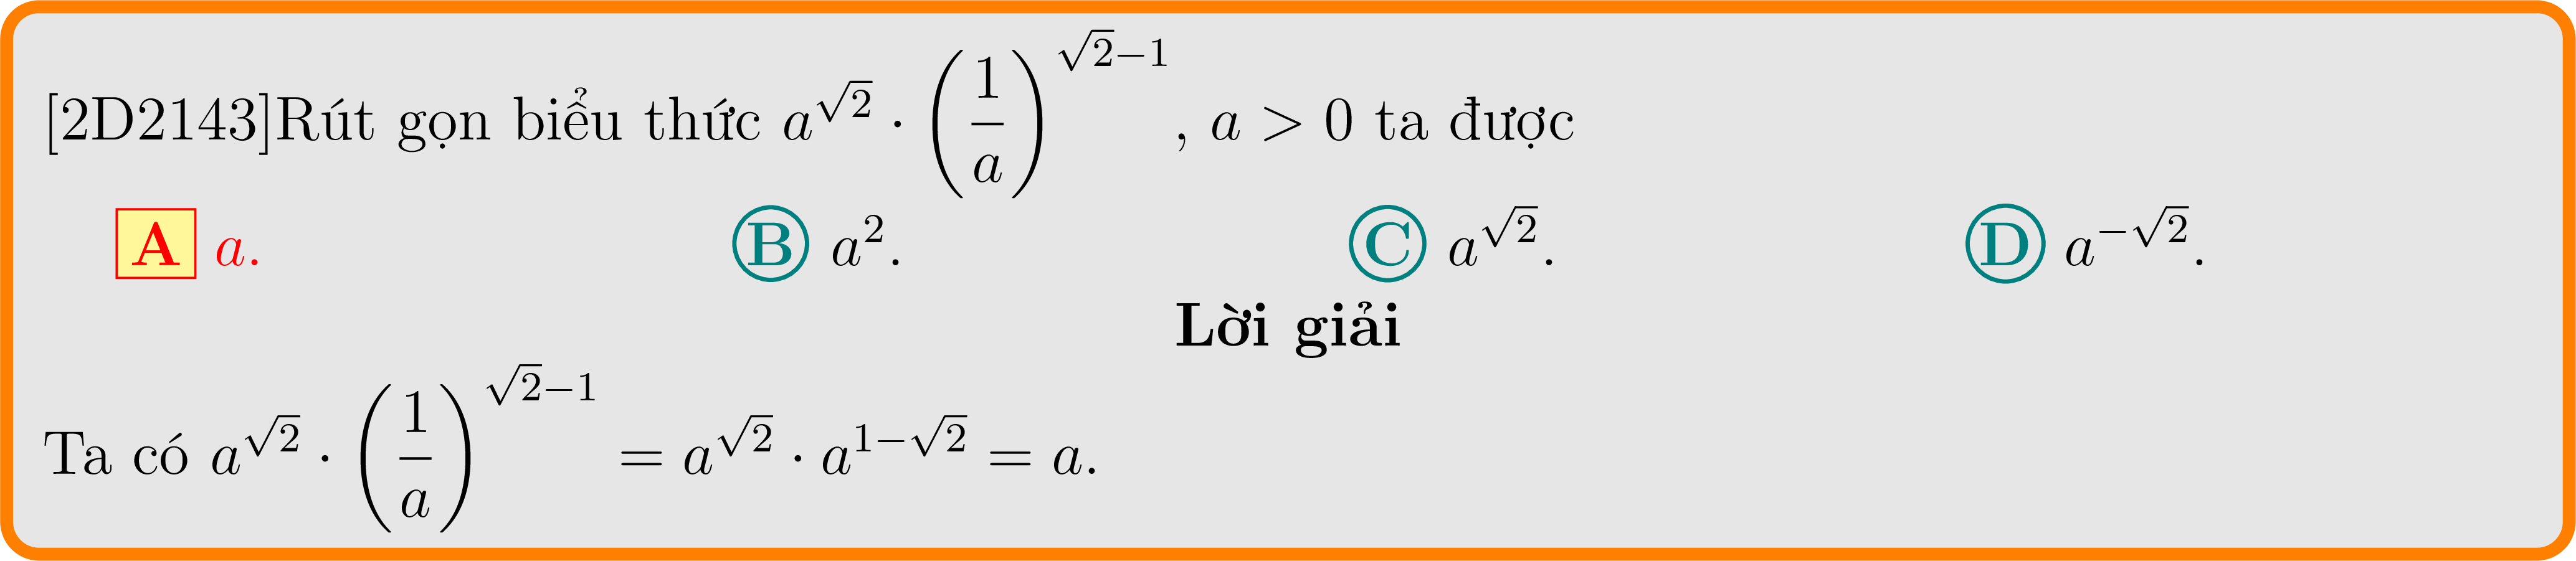 [2D2143]Rút gọn biểu thức $a^{\sqrt{2}} \cdot \left(\dfrac{1}{a}\right)^{\sqrt{2}-1}$, $a > 0$ ta được
A $a$. B $a^2$. C $a^{\sqrt{2}}$. D $a^{-\sqrt{2}}$.
Lời giải
Ta có $a^{\sqrt{2}} \cdot \left(\dfrac{1}{a}\right)^{\sqrt{2}-1} = a^{\sqrt{2}} \cdot a^{1-\sqrt{2}} = a$.